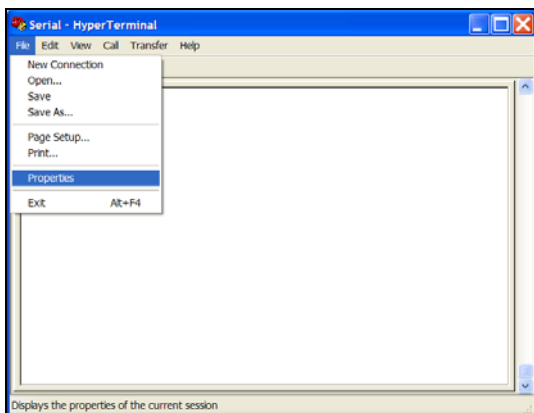 Serial - HyperTerminal
File Edit View Call Transfer Help
New Connection
Open...
Save
Save As...
Page Setup...
Print...
Properties
Exit Alt+F4
Displays the properties of the current session